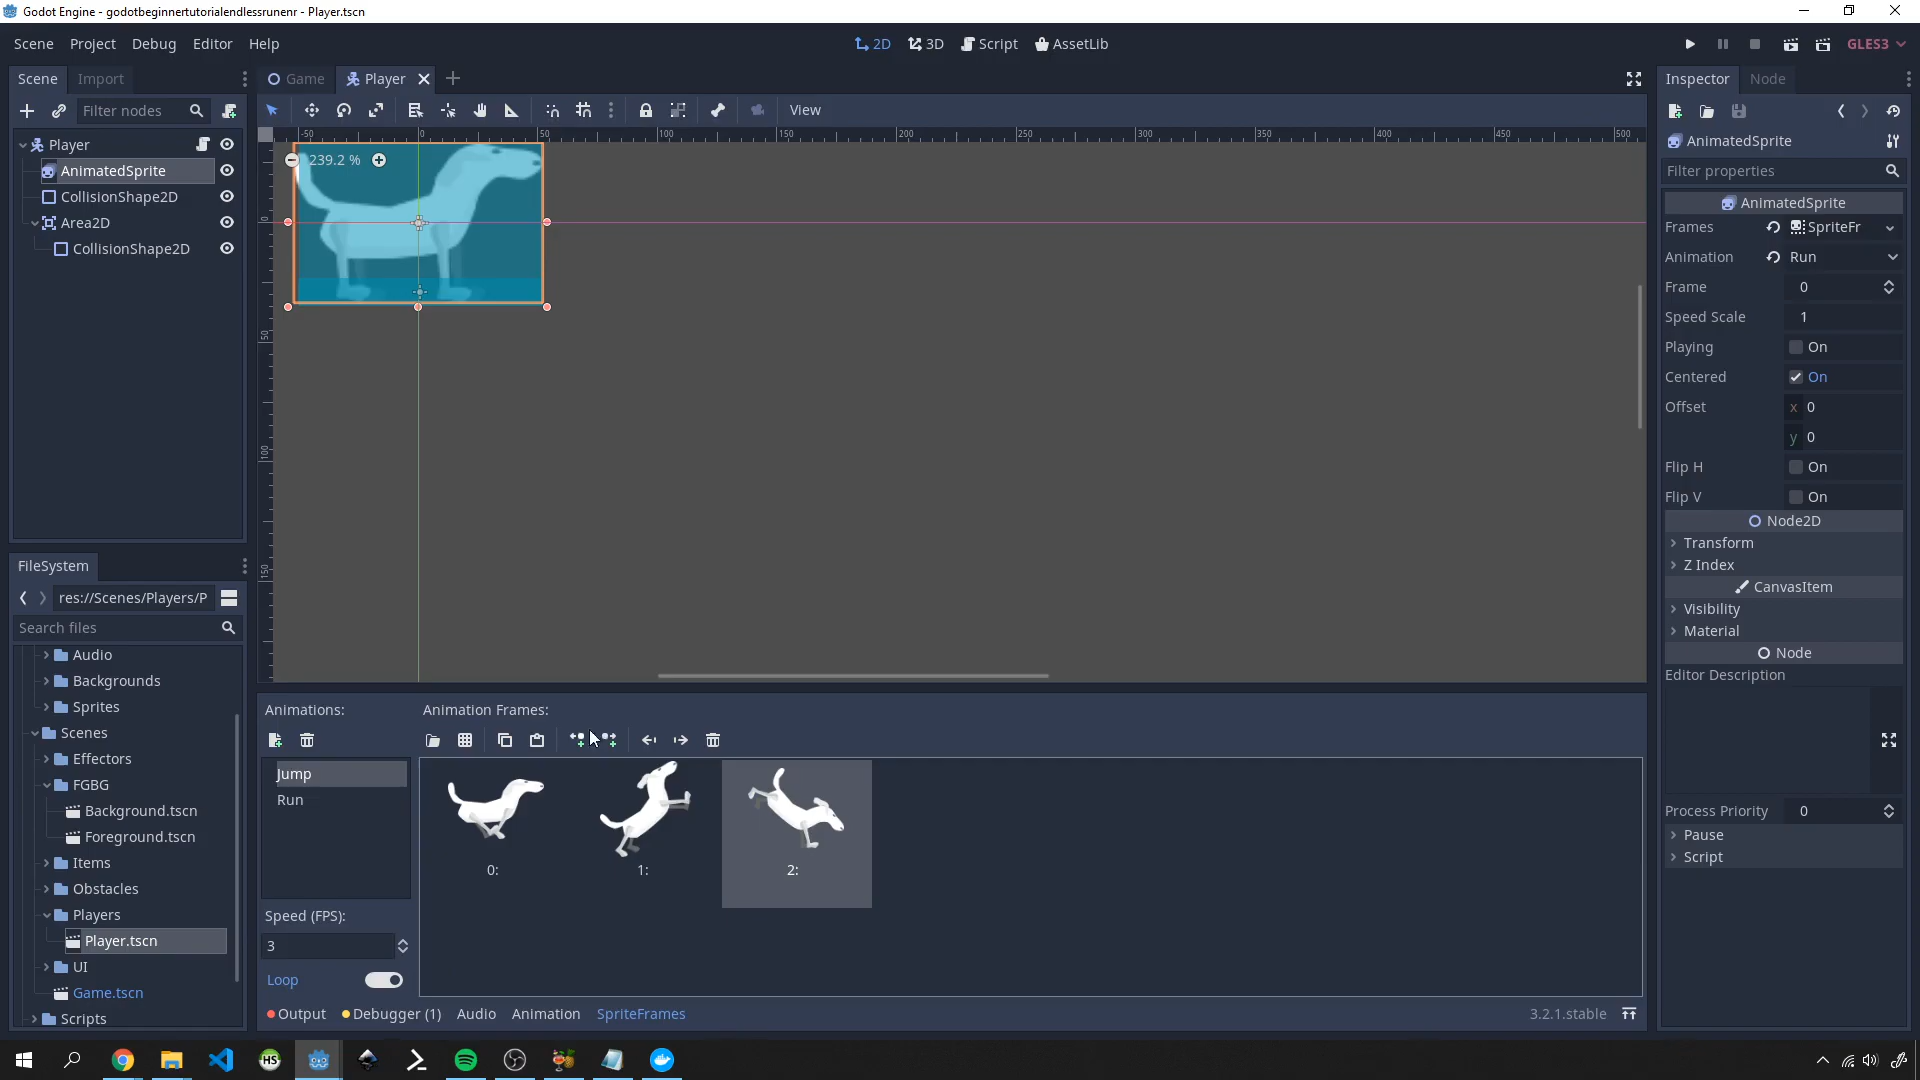 Godot Engine - godotbeginnertutorialendlessrunenr - Player.tscn
Scene Project Debug Editor Help
2D 3D Script AssetLib
GLES3
Scene Import
Game Player
Inspector Node
Filter nodes
View
Player
AnimatedSprite
CollisionShape2D
Area2D
CollisionShape2D
-50 0 50 100 150 200 250 300 350 400 450 500
239.2 %
0
50
100
150
AnimatedSprite
Filter properties
AnimatedSprite
Frames SpriteFr
Animation Run
Frame 0
Speed Scale 1
Playing On
Centered On
Offset x 0
y 0
Flip H On
Flip V On
Node2D
Transform
Z Index
CanvasItem
Visibility
Material
Node
Editor Description
Process Priority 0
Pause
Script
FileSystem
res://Scenes/Players/P
Search files
Audio
Backgrounds
Sprites
Scenes
Effectors
FGBG
Background.tscn
Foreground.tscn
Items
Obstacles
Players
Player.tscn
UI
Game.tscn
Scripts
Animations:
Animation Frames:
Jump
Run
0: 1: 2:
Speed (FPS):
3
Loop
Output Debugger (1) Audio Animation SpriteFrames
3.2.1.stable
HS